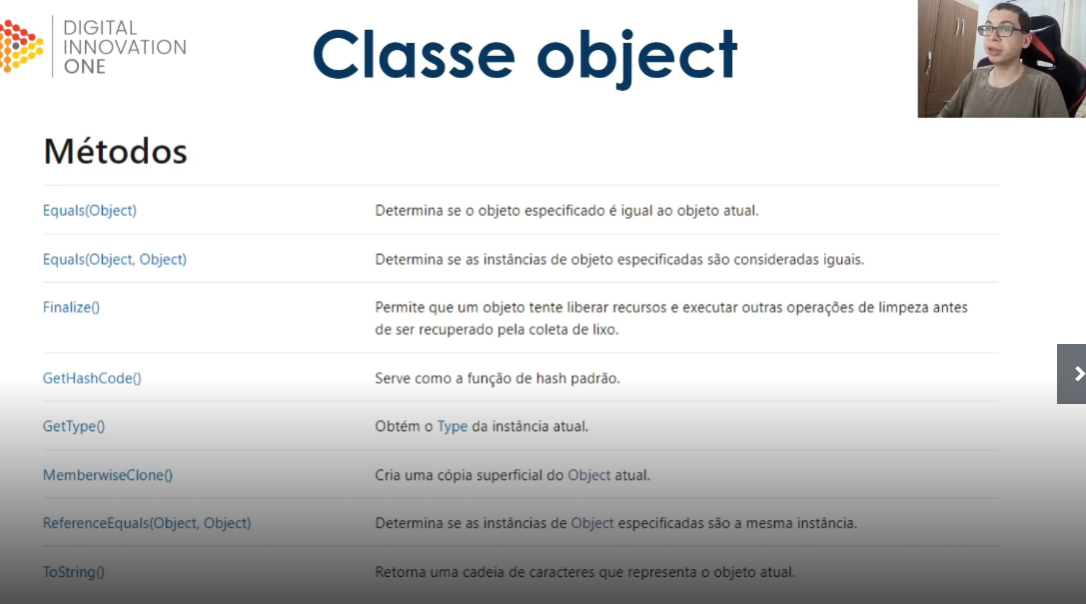 DIGITAL
INNOVATION
ONE
Classe object
Métodos
Equals(Object) Determina se o objeto especificado é igual ao objeto atual.
Equals(Object, Object) Determina se as instâncias de objeto especificadas são consideradas iguais.
Finalize() Permite que um objeto tente liberar recursos e executar outras operações de limpeza antes
de ser recuperado pela coleta de lixo.
GetHashCode() Serve como a função de hash padrão.
GetType() Obtém o Type da instância atual.
MemberwiseClone() Cria uma cópia superficial do Object atual.
ReferenceEquals(Object, Object) Determina se as instâncias de Object especificadas são a mesma instância.
ToString() Retorna uma cadeia de caracteres que representa o objeto atual.